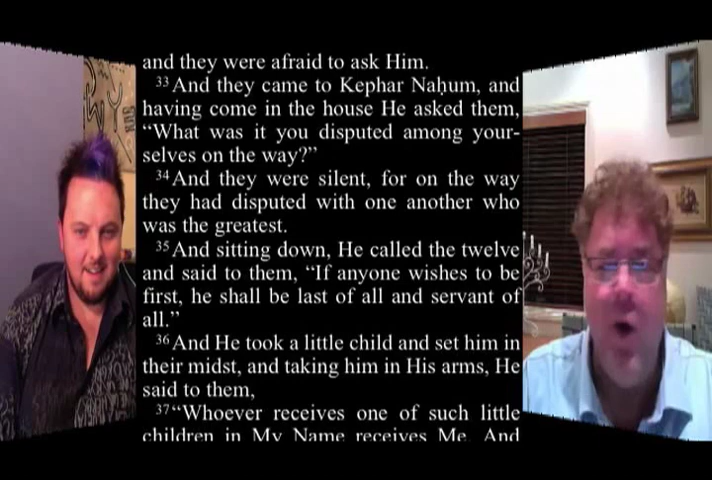 and they were afraid to ask Him.
33And they came to Kephar Naḥum, and
having come in the house He asked them,
“What was it you disputed among your-
selves on the way?”
34And they were silent, for on the way
they had disputed with one another who
was the greatest.
35And sitting down, He called the twelve
and said to them, “If anyone wishes to be
first, he shall be last of all and servant of
all.”
36And He took a little child and set him in
their midst, and taking him in His arms, He
said to them,
37“Whoever receives one of such little
children in My Name receives Me. And